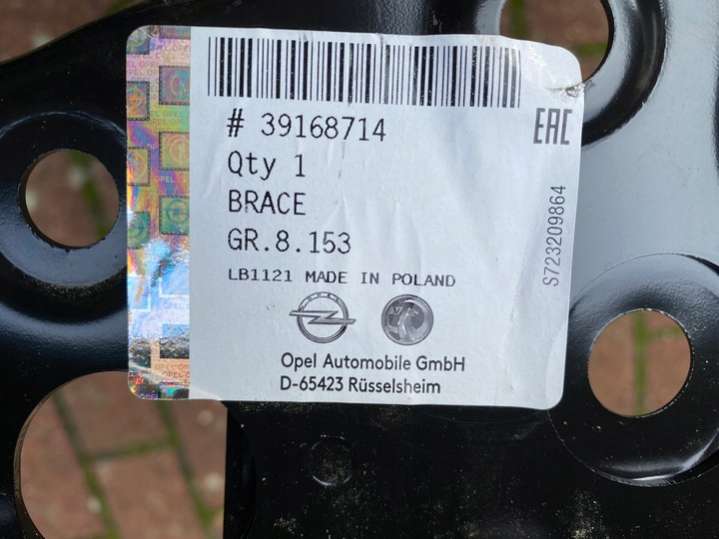 # 39168714
EAC
Qty 1
BRACE
GR.8.153
S723209864
LB1121 MADE IN POLAND
Opel Automobile GmbH
D-65423 Rüsselsheim